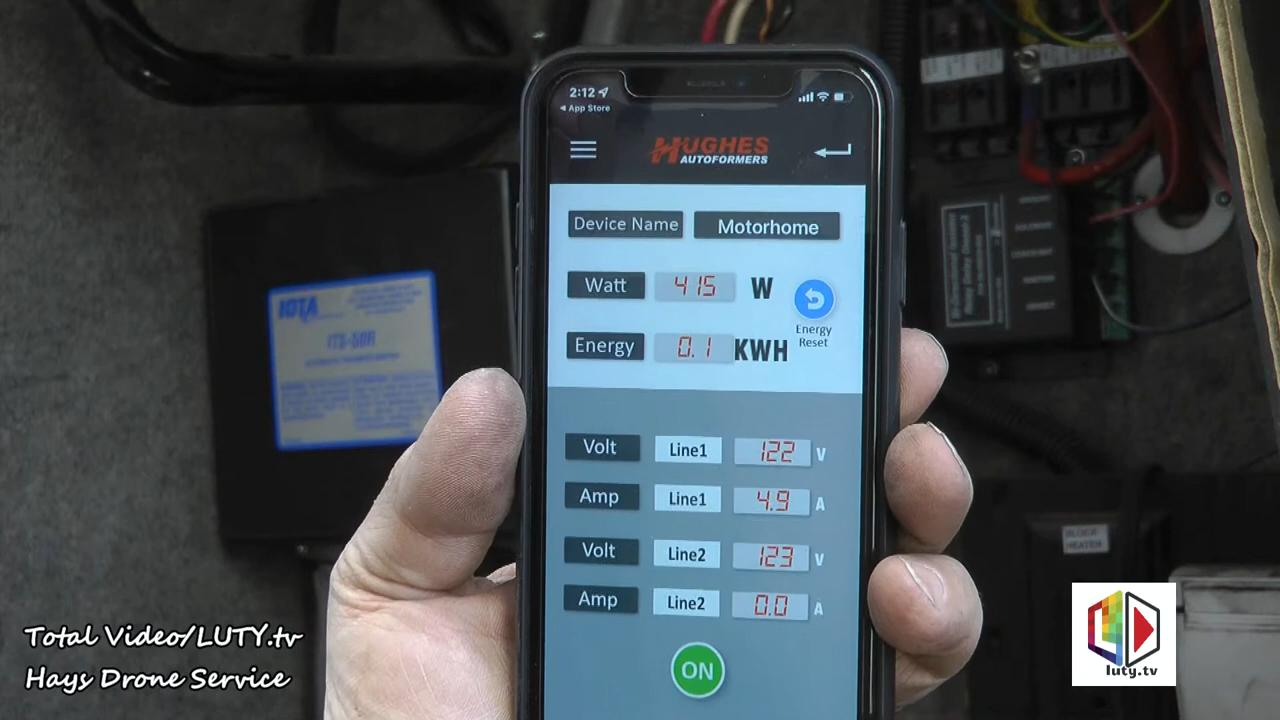 2:12
◀ App Store
HUGHES
AUTOFORMERS
Device Name Motorhome
Watt 415 W
Energy 0.1 KWH
Energy
Reset
Volt Line1 122 V
Amp Line1 4.9 A
Volt Line2 123 V
Amp Line2 0.0 A
ON
IOTA
ITS-50R
BLOCK
HEATER
Total Video/LUTY.tv
Hays Drone Service
luty.tv